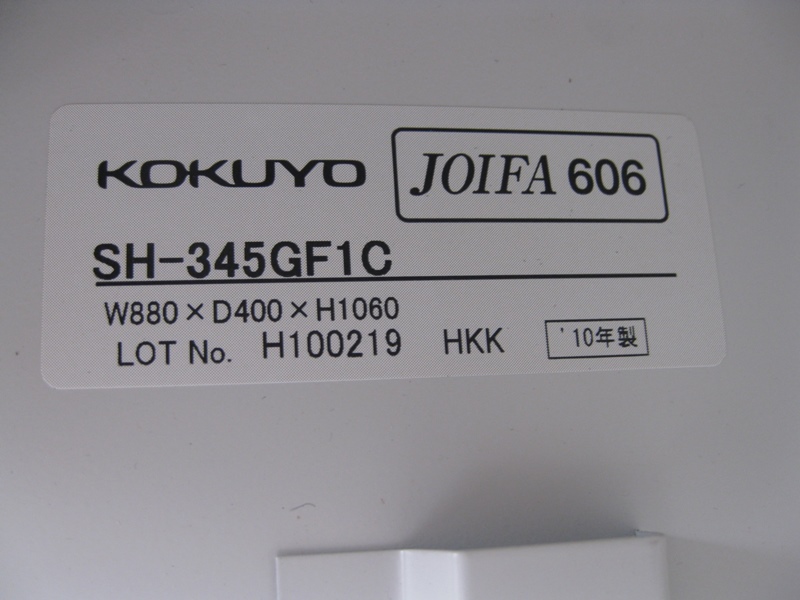 KOKUYO JOIFA 606
SH-345GF1C
W880×D400×H1060
LOT No. H100219 HKK '10年製